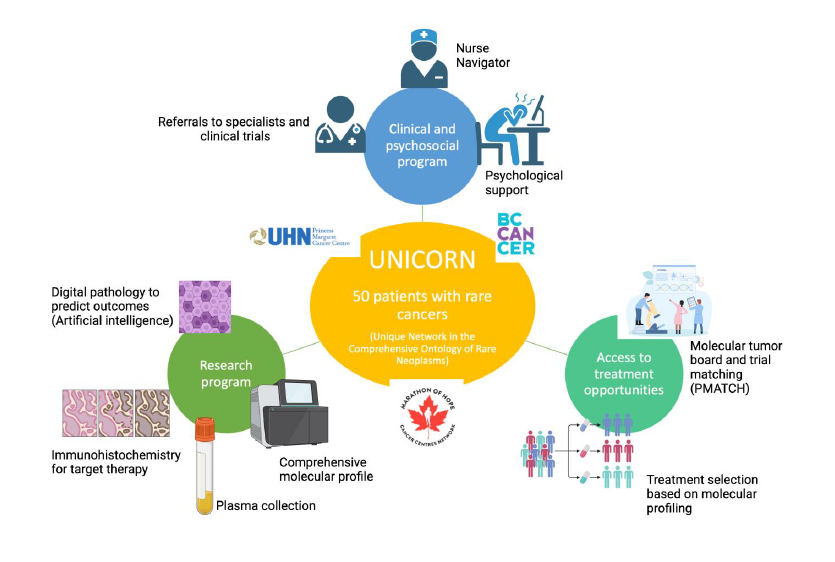 Nurse
Navigator
Referrals to specialists and
clinical trials
Clinical and
psychosocial
program
Psychological
support
UHN Princess
Margaret
Cancer Centre
BC
CAN
CER
UNICORN
50 patients with rare
cancers
(Unique Network in the
Comprehensive Ontology of Rare
Neoplasms)
MARATHON OF HOPE
CANCER CENTRES NETWORK
Digital pathology to
predict outcomes
(Artificial intelligence)
Research
program
Immunohistochemistry
for target therapy
Comprehensive
molecular profile
Plasma collection
Access to
treatment
opportunities
Molecular tumor
board and trial
matching
(PMATCH)
Treatment selection
based on molecular
profiling